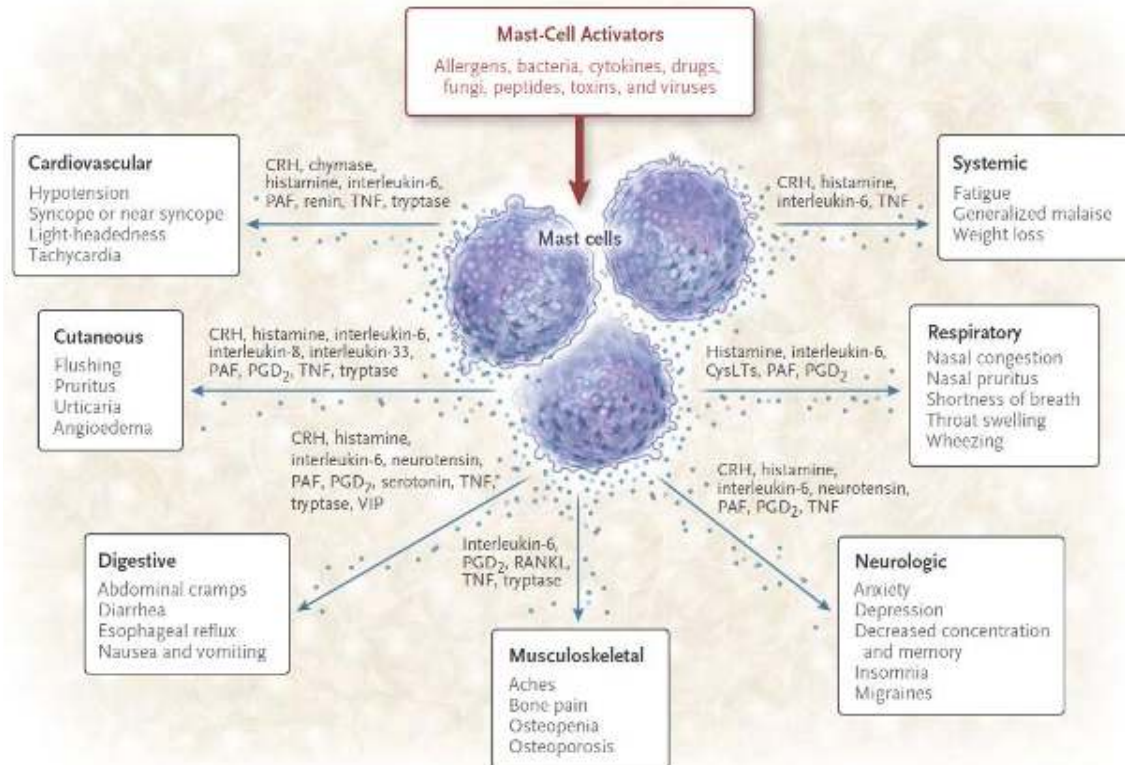 Mast-Cell Activators
Allergens, bacteria, cytokines, drugs,
fungi, peptides, toxins, and viruses
Cardiovascular
Hypotension
Syncope or near syncope
Light-headedness
Tachycardia
CRH, chymase,
histamine, interleukin-6,
PAF, renin, TNF, tryptase
Mast cells
CRH, histamine,
interleukin-6, TNF
Systemic
Fatigue
Generalized malaise
Weight loss
Cutaneous
Flushing
Pruritus
Urticaria
Angioedema
CRH, histamine, interleukin-6,
interleukin-8, interleukin-33,
PAF, PGD₂, TNF, tryptase
Histamine, interleukin-6,
CysLTs, PAF, PGD₂
Respiratory
Nasal congestion
Nasal pruritus
Shortness of breath
Throat swelling
Wheezing
CRH, histamine,
interleukin-6, neurotensin,
PAF, PGD₂, serotonin, TNF,
tryptase, VIP
CRH, histamine,
interleukin-6, neurotensin,
PAF, PGD₂, TNF
Digestive
Abdominal cramps
Diarrhea
Esophageal reflux
Nausea and vomiting
Interleukin-6,
PGD₂, RANKL,
TNF, tryptase
Musculoskeletal
Aches
Bone pain
Osteopenia
Osteoporosis
Neurologic
Anxiety
Depression
Decreased concentration
and memory
Insomnia
Migraines